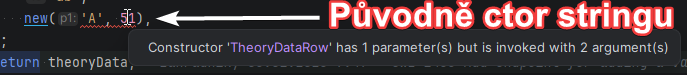 new( p1: 'A', 51), Původně ctor stringu
;
Constructor 'TheoryDataRow' has 1 parameter(s) but is invoked with 2 argument(s)
return theoryData;